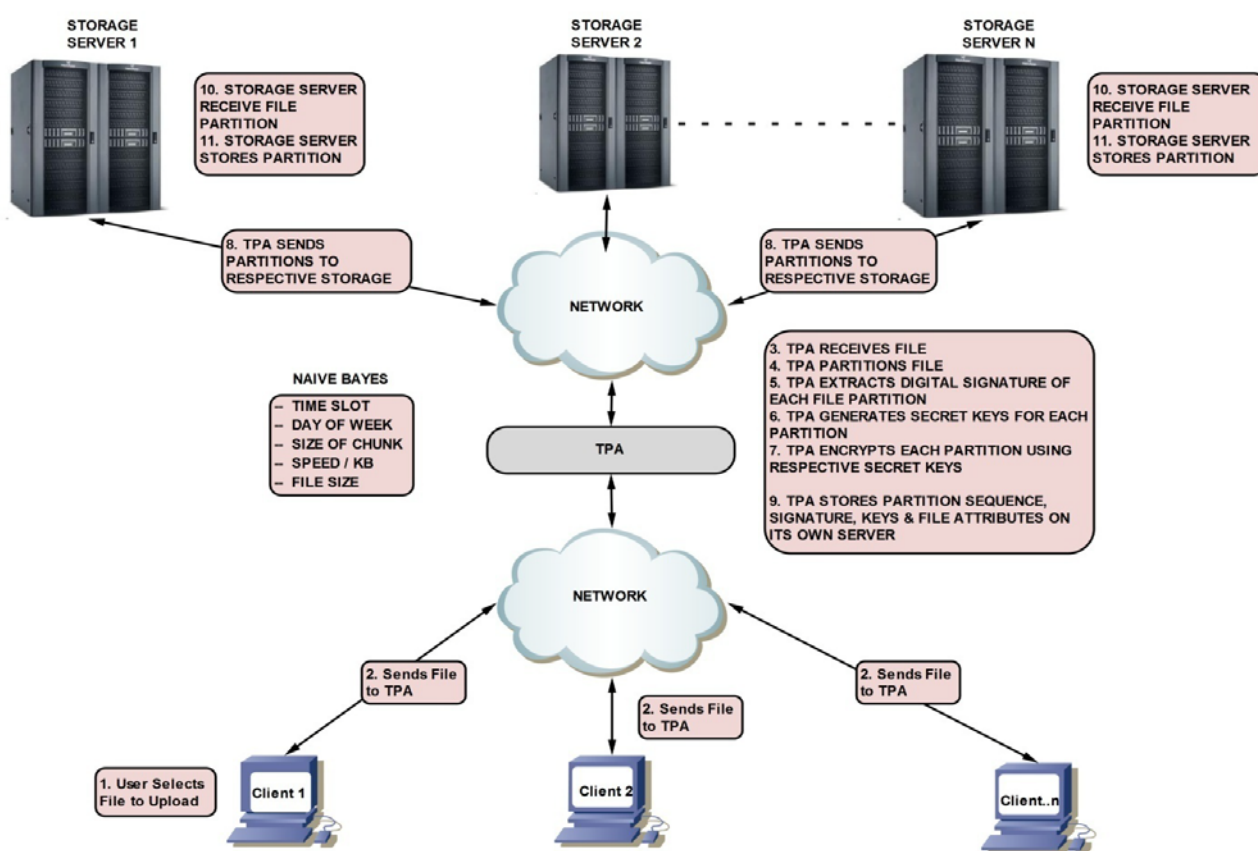 STORAGE
SERVER 1
STORAGE
SERVER 2
STORAGE
SERVER N
10. STORAGE SERVER
RECEIVE FILE
PARTITION
11. STORAGE SERVER
STORES PARTITION
10. STORAGE SERVER
RECEIVE FILE
PARTITION
11. STORAGE SERVER
STORES PARTITION
8. TPA SENDS
PARTITIONS TO
RESPECTIVE STORAGE
8. TPA SENDS
PARTITIONS TO
RESPECTIVE STORAGE
NETWORK
NAIVE BAYES
– TIME SLOT
– DAY OF WEEK
– SIZE OF CHUNK
– SPEED / KB
– FILE SIZE
TPA
3. TPA RECEIVES FILE
4. TPA PARTITIONS FILE
5. TPA EXTRACTS DIGITAL SIGNATURE OF
EACH FILE PARTITION
6. TPA GENERATES SECRET KEYS FOR EACH
PARTITION
7. TPA ENCRYPTS EACH PARTITION USING
RESPECTIVE SECRET KEYS
9. TPA STORES PARTITION SEQUENCE,
SIGNATURE, KEYS & FILE ATTRIBUTES ON
ITS OWN SERVER
NETWORK
2. Sends File
to TPA
2. Sends File
to TPA
2. Sends File
to TPA
1. User Selects
File to Upload
Client 1
Client 2
Client..n